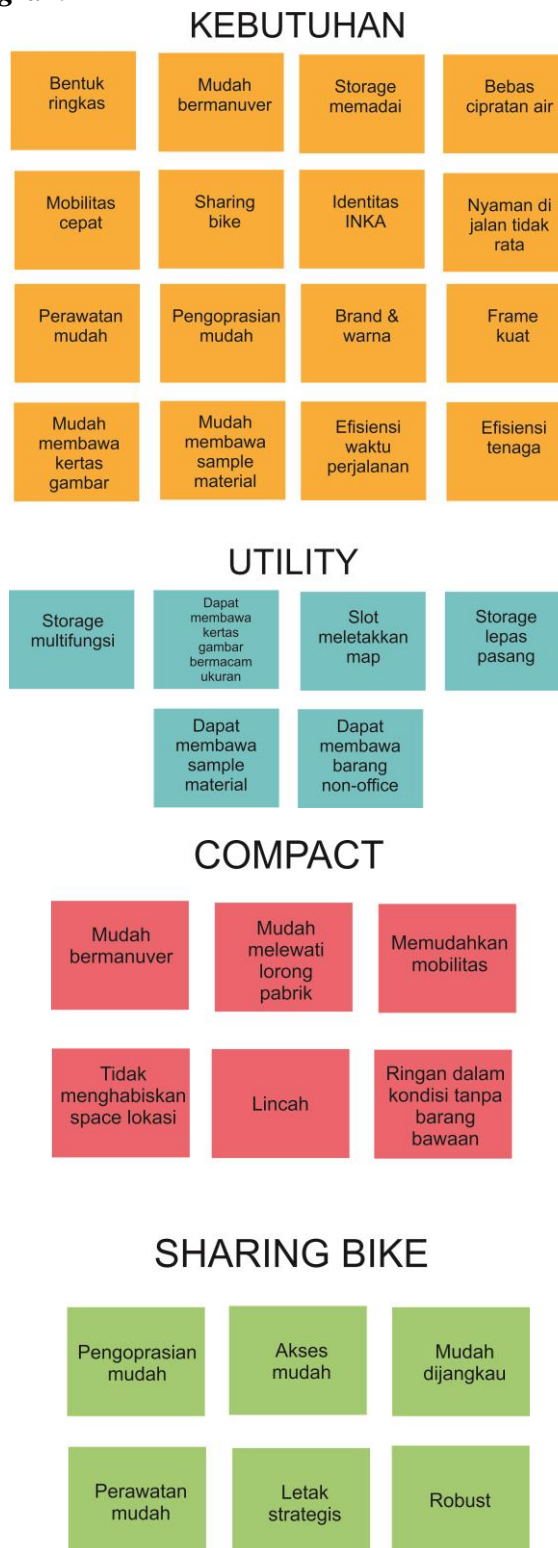 KEBUTUHAN
Bentuk
ringkas
Mudah
bermanuver
Storage
memadai
Bebas
cipratan air
Mobilitas
cepat
Sharing
bike
Identitas
INKA
Nyaman di
jalan tidak
rata
Perawatan
mudah
Pengoprasian
mudah
Brand &
warna
Frame
kuat
Mudah
membawa
kertas
gambar
Mudah
membawa
sample
material
Efisiensi
waktu
perjalanan
Efisiensi
tenaga
UTILITY
Storage
multifungsi
Dapat
membawa
kertas
gambar
bermacam
ukuran
Slot
meletakkan
map
Storage
lepas
pasang
Dapat
membawa
sample
material
Dapat
membawa
barang
non-office
COMPACT
Mudah
bermanuver
Mudah
melewati
lorong
pabrik
Memudahkan
mobilitas
Tidak
menghabiskan
space lokasi
Lincah
Ringan dalam
kondisi tanpa
barang
bawaan
SHARING BIKE
Pengoprasian
mudah
Akses
mudah
Mudah
dijangkau
Perawatan
mudah
Letak
strategis
Robust